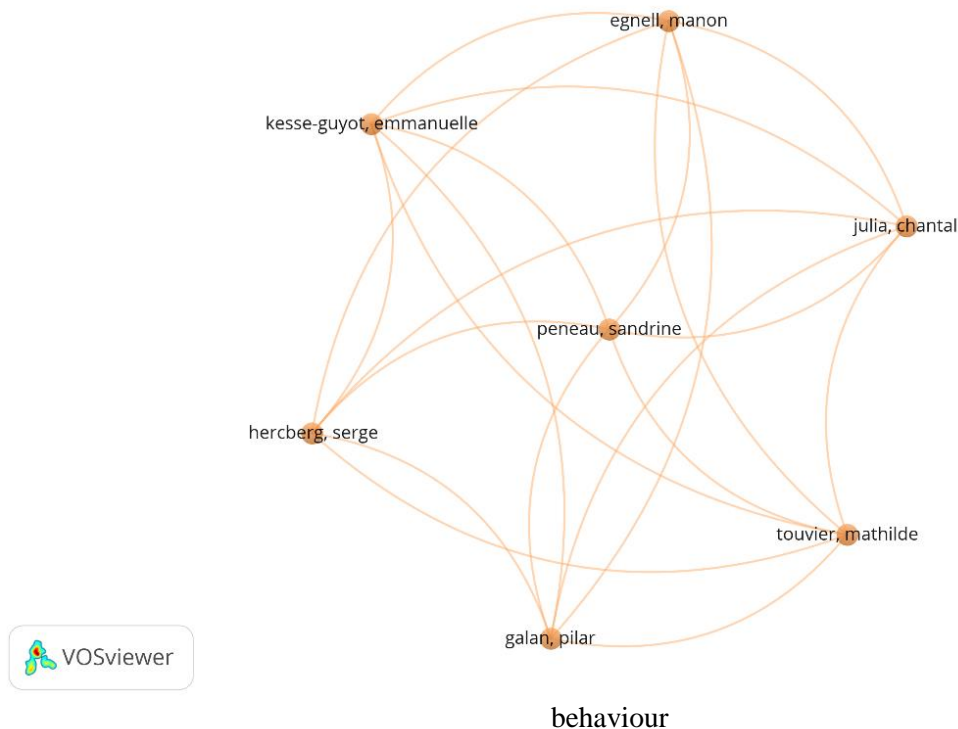 egnell, manon
kesse-guyot, emmanuelle
julia, chantal
peneau, sandrine
hercberg, serge
touvier, mathilde
galan, pilar
VOSviewer
behaviour